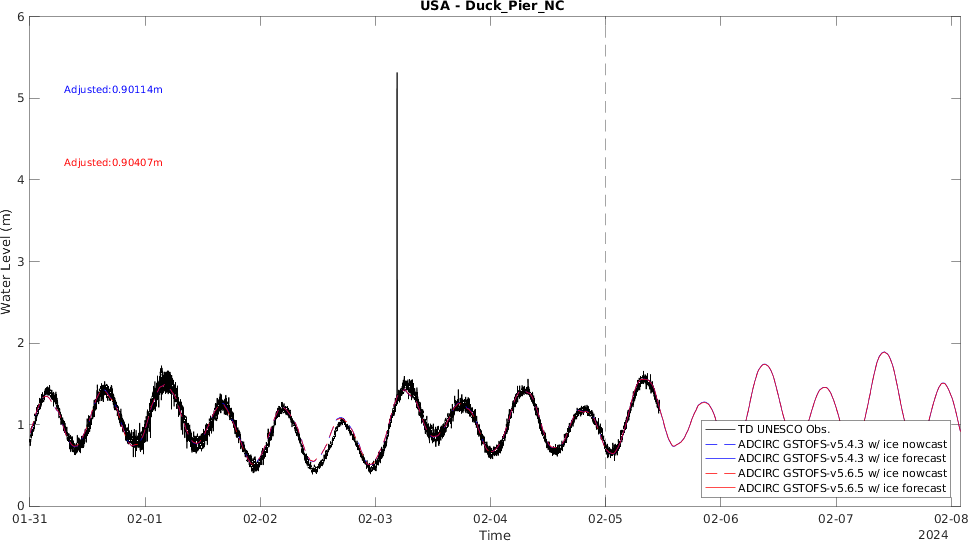 USA - Duck_Pier_NC
6
5
4
3
2
1
0
Water Level (m)
Adjusted:0.90114m
Adjusted:0.90407m
TD UNESCO Obs.
ADCIRC GSTOFS-v5.4.3 w/ ice nowcast
ADCIRC GSTOFS-v5.4.3 w/ ice forecast
ADCIRC GSTOFS-v5.6.5 w/ ice nowcast
ADCIRC GSTOFS-v5.6.5 w/ ice forecast
01-31 02-01 02-02 02-03 02-04 02-05 02-06 02-07 02-08
Time
2024